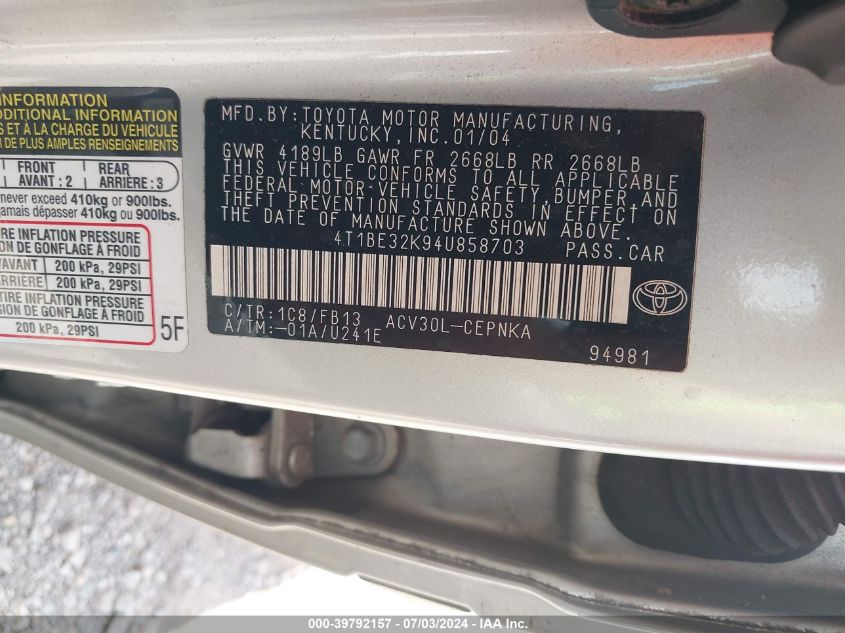 INFORMATION
DDITIONAL INFORMATION
S ET À LA CHARGE DU VÉHICULE
R DE PLUS AMPLES RENSEIGNEMENTS
FRONT
AVANT : 2
REAR
ARRIÈRE : 3
never exceed 410kg or 900lbs.
jamais dépasser 410kg ou 900lbs.
IRE INFLATION PRESSURE
DE GONFLAGE À FROID
AVANT 200 kPa, 29PSI
ARRIÈRE 200 kPa, 29PSI
TIRE INFLATION PRESSURE
DE GONFLAGE À FROID
200 kPa, 29PSI
5F
MFD.BY:TOYOTA MOTOR MANUFACTURING,
KENTUCKY,INC.01/04
GVWR 4189LB GAWR FR 2668LB RR 2668LB
THIS VEHICLE CONFORMS TO ALL APPLICABLE
FEDERAL MOTOR VEHICLE SAFETY,BUMPER,AND
THEFT PREVENTION STANDARDS IN EFFECT ON
THE DATE OF MANUFACTURE SHOWN ABOVE.
4T1BE32K94U858703 PASS.CAR
C/TR:1C8/FB13 ACV30L-CEPNKA
A/TM:-01A/U241E
94981
000-39792157 - 07/03/2024 - IAA Inc.